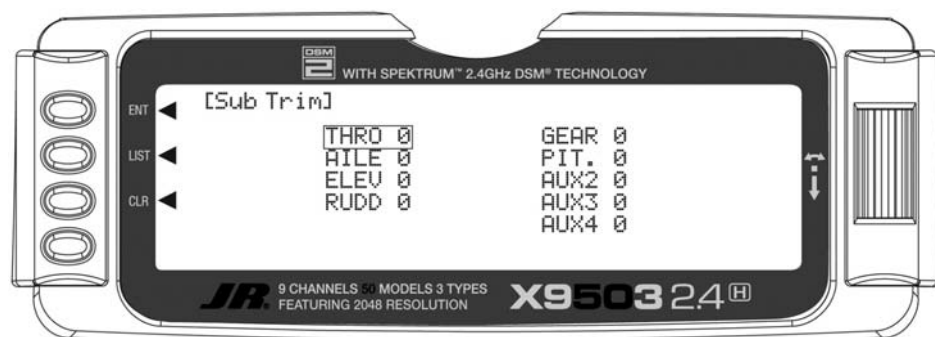 DSM
2 WITH SPEKTRUM™ 2.4GHz DSM® TECHNOLOGY
ENT
[Sub Trim]
THRO 0 GEAR 0
LIST
AILE 0 PIT. 0
ELEV 0 AUX2 0
CLR
RUDD 0 AUX3 0
AUX4 0
JR. 9 CHANNELS 50 MODELS 3 TYPES
FEATURING 2048 RESOLUTION
X9503 2.4 H